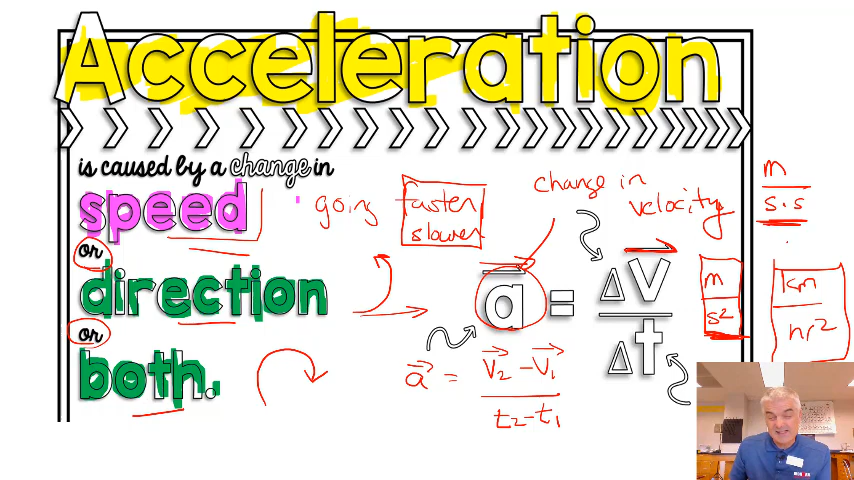 Acceleration
is caused by a change in
speed
or
direction
or
both.
going faster
slower
change in
velocity
a = Δv
Δt
a = v₂ - v₁
t₂ - t₁
m
s·s
m
s²
km
hr²